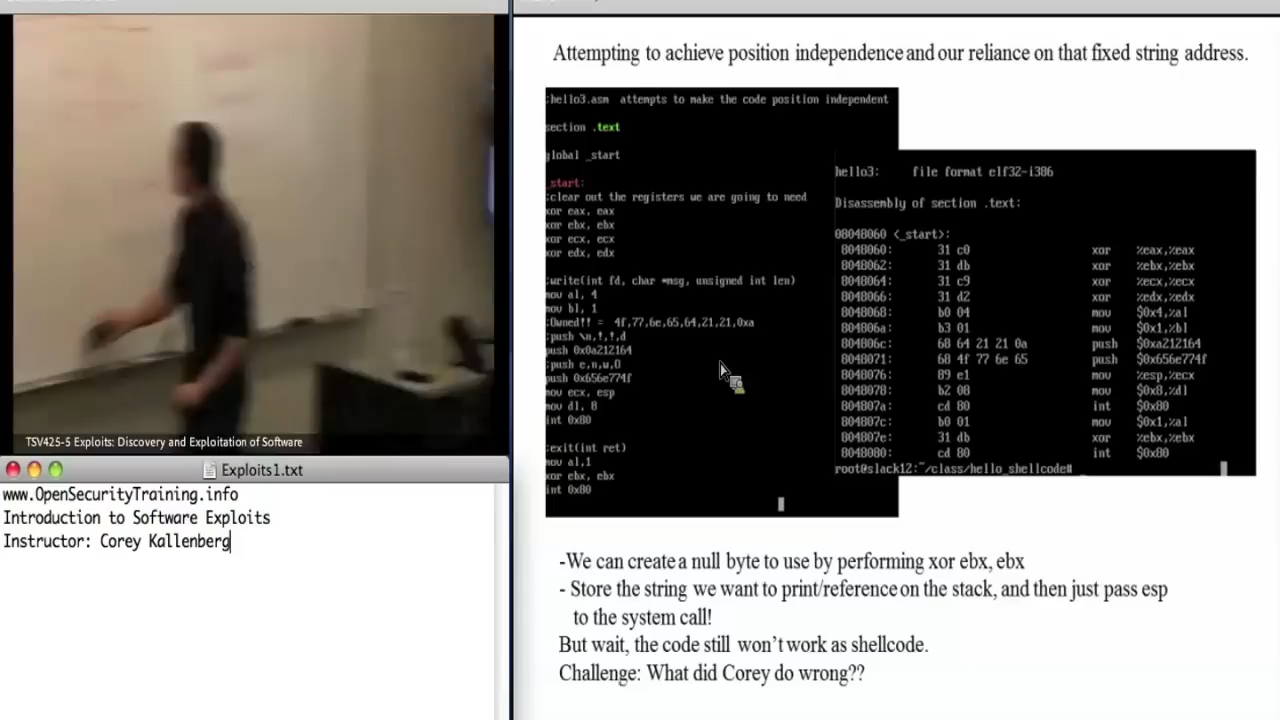 Attempting to achieve position independence and our reliance on that fixed string address.
;hello3.asm  attempts to make the code position independent
section .text
global _start
_start:
;clear out the registers we are going to need
xor eax, eax
xor ebx, ebx
xor ecx, ecx
xor edx, edx
;write(int fd, char *msg, unsigned int len)
mov al, 4
mov bl, 1
;Owned!! =  4f,77,6e,65,64,21,21,0xa
;push \n,!,!,d
push 0x0a212164
;push e,n,w,O
push 0x656e774f
mov ecx, esp
mov dl, 8
int 0x80
;exit(int ret)
mov al,1
xor ebx, ebx
int 0x80
hello3:     file format elf32-i386
Disassembly of section .text:
08048060 <_start>:
8048060:       31 c0                   xor    %eax,%eax
8048062:       31 db                   xor    %ebx,%ebx
8048064:       31 c9                   xor    %ecx,%ecx
8048066:       31 d2                   xor    %edx,%edx
8048068:       b0 04                   mov    $0x4,%al
804806a:       b3 01                   mov    $0x1,%bl
804806c:       68 64 21 21 0a          push   $0xa212164
8048071:       68 4f 77 6e 65          push   $0x656e774f
8048076:       89 e1                   mov    %esp,%ecx
8048078:       b2 08                   mov    $0x8,%dl
804807a:       cd 80                   int    $0x80
804807c:       b0 01                   mov    $0x1,%al
804807e:       31 db                   xor    %ebx,%ebx
8048080:       cd 80                   int    $0x80
root@slack12:~/class/hello_shellcode#
-We can create a null byte to use by performing xor ebx, ebx
- Store the string we want to print/reference on the stack, and then just pass esp
to the system call!
But wait, the code still won't work as shellcode.
Challenge: What did Corey do wrong??
TSV425-5 Exploits: Discovery and Exploitation of Software
Exploits1.txt
www.OpenSecurityTraining.info
Introduction to Software Exploits
Instructor: Corey Kallenberg